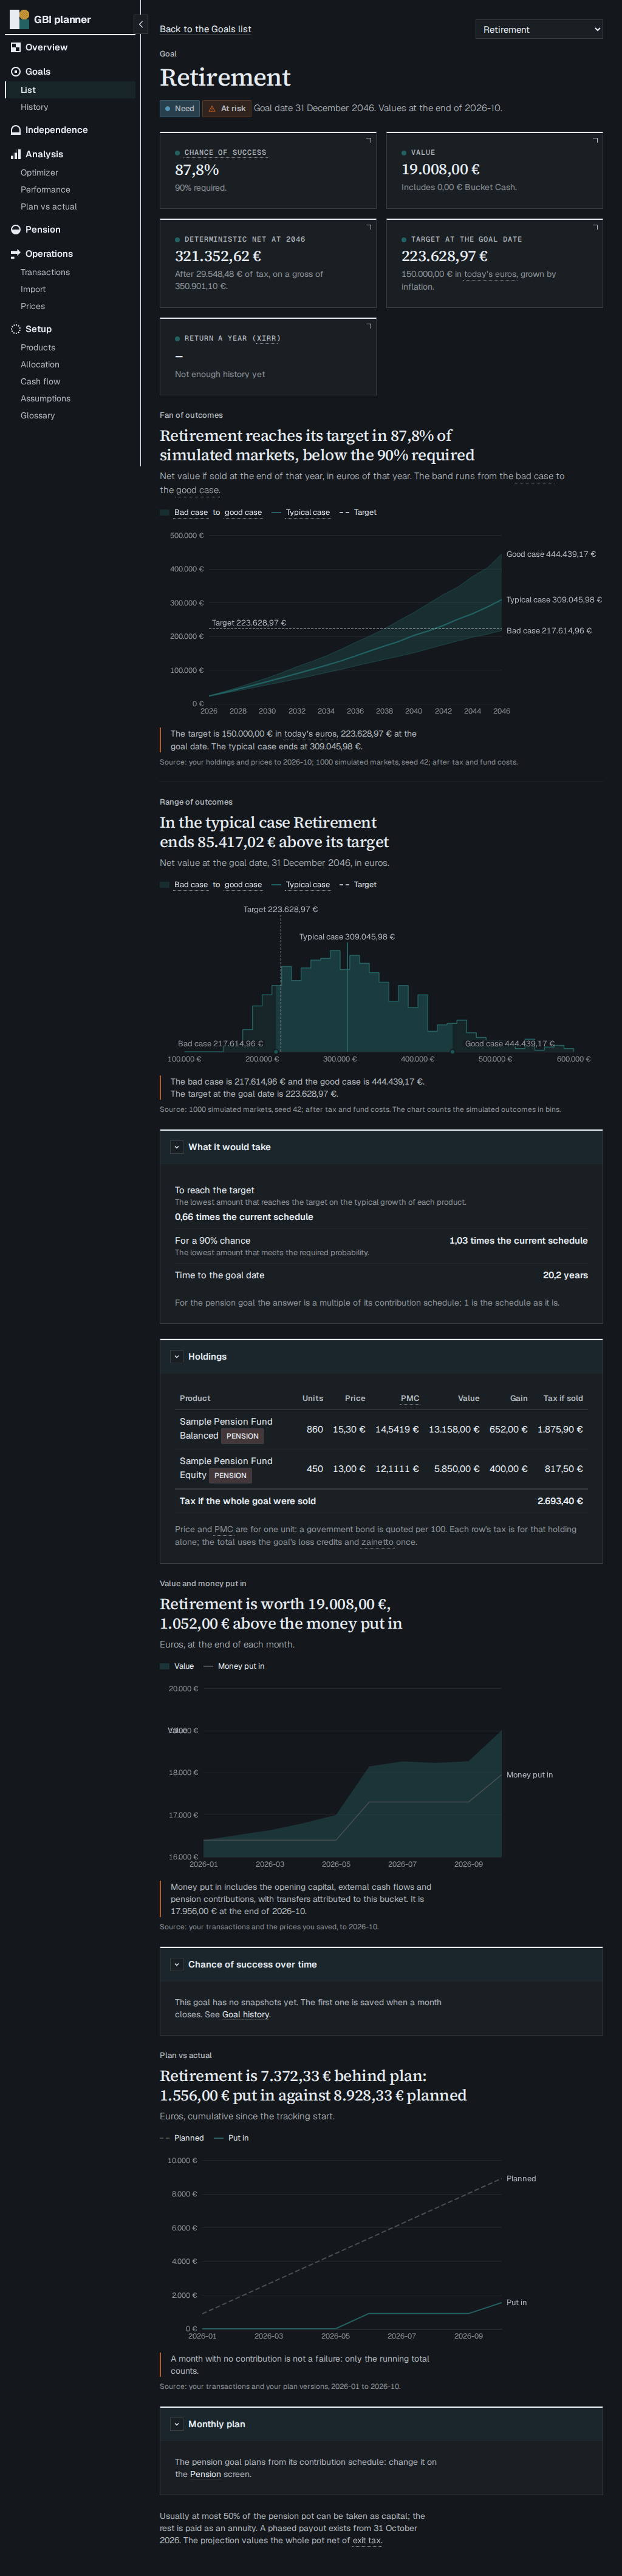 GBI planner
Overview
Goals
List
History
Independence
Analysis
Optimizer
Performance
Plan vs actual
Pension
Operations
Transactions
Import
Prices
Setup
Products
Allocation
Cash flow
Assumptions
Glossary
Back to the Goals list
Retirement
Goal
Retirement
Need At risk Goal date 31 December 2046. Values at the end of 2026-10.
CHANCE OF SUCCESS
87,8%
90% required.
VALUE
19.008,00 €
Includes 0,00 € Bucket Cash.
DETERMINISTIC NET AT 2046
321.352,62 €
After 29.548,48 € of tax, on a gross of
350.901,10 €.
TARGET AT THE GOAL DATE
223.628,97 €
150.000,00 € in today's euros, grown by
inflation.
RETURN A YEAR (XIRR)
–
Not enough history yet
Fan of outcomes
Retirement reaches its target in 87,8% of
simulated markets, below the 90% required
Net value if sold at the end of that year, in euros of that year. The band runs from the bad case to
the good case.
Bad case to good case Typical case Target
500.000 €
400.000 €
300.000 €
200.000 €
100.000 €
0 €
Target 223.628,97 €
Good case 444.439,17 €
Typical case 309.045,98 €
Bad case 217.614,96 €
2026 2028 2030 2032 2034 2036 2038 2040 2042 2044 2046
The target is 150.000,00 € in today's euros, 223.628,97 € at the
goal date. The typical case ends at 309.045,98 €.
Source: your holdings and prices to 2026-10; 1000 simulated markets, seed 42; after tax and fund costs.
Range of outcomes
In the typical case Retirement
ends 85.417,02 € above its target
Net value at the goal date, 31 December 2046, in euros.
Bad case to good case Typical case Target
Target 223.628,97 €
Typical case 309.045,98 €
Bad case 217.614,96 €
Good case 444.439,17 €
100.000 € 200.000 € 300.000 € 400.000 € 500.000 € 600.000 €
The bad case is 217.614,96 € and the good case is 444.439,17 €.
The target at the goal date is 223.628,97 €.
Source: 1000 simulated markets, seed 42; after tax and fund costs. The chart counts the simulated outcomes in bins.
What it would take
To reach the target
The lowest amount that reaches the target on the typical growth of each product.
0,66 times the current schedule
For a 90% chance 1,03 times the current schedule
The lowest amount that meets the required probability.
Time to the goal date 20,2 years
For the pension goal the answer is a multiple of its contribution schedule: 1 is the schedule as it is.
Holdings
Product Units Price PMC Value Gain Tax if sold
Sample Pension Fund
Balanced PENSION 860 15,30 € 14,5419 € 13.158,00 € 652,00 € 1.875,90 €
Sample Pension Fund
Equity PENSION 450 13,00 € 12,1111 € 5.850,00 € 400,00 € 817,50 €
Tax if the whole goal were sold 2.693,40 €
Price and PMC are for one unit: a government bond is quoted per 100. Each row's tax is for that holding
alone; the total uses the goal's loss credits and zainetto once.
Value and money put in
Retirement is worth 19.008,00 €,
1.052,00 € above the money put in
Euros, at the end of each month.
Value Money put in
20.000 €
Value
19.000 €
18.000 €
17.000 €
16.000 €
Money put in
2026-01 2026-03 2026-05 2026-07 2026-09
Money put in includes the opening capital, external cash flows and
pension contributions, with transfers attributed to this bucket. It is
17.956,00 € at the end of 2026-10.
Source: your transactions and the prices you saved, to 2026-10.
Chance of success over time
This goal has no snapshots yet. The first one is saved when a month
closes. See Goal history.
Plan vs actual
Retirement is 7.372,33 € behind plan:
1.556,00 € put in against 8.928,33 € planned
Euros, cumulative since the tracking start.
Planned Put in
10.000 €
8.000 €
6.000 €
4.000 €
2.000 €
0 €
Planned
Put in
2026-01 2026-03 2026-05 2026-07 2026-09
A month with no contribution is not a failure: only the running total
counts.
Source: your transactions and your plan versions, 2026-01 to 2026-10.
Monthly plan
The pension goal plans from its contribution schedule: change it on
the Pension screen.
Usually at most 50% of the pension pot can be taken as capital; the
rest is paid as an annuity. A phased payout exists from 31 October
2026. The projection values the whole pot net of exit tax.